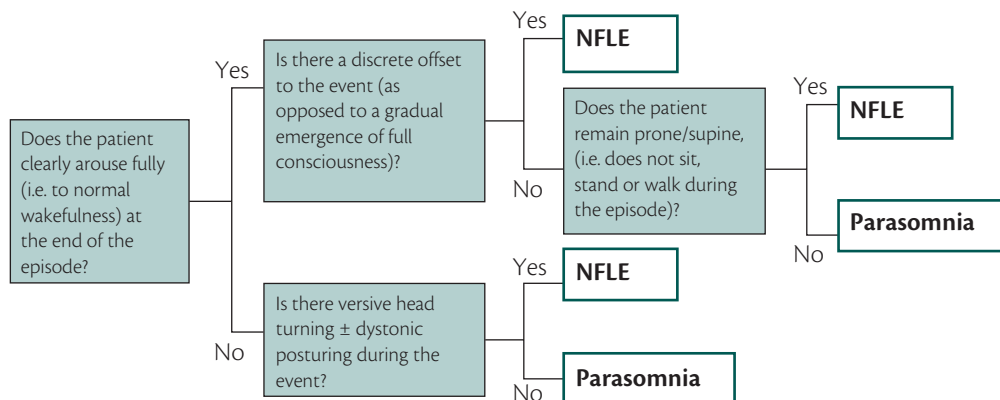 Does the patient
clearly arouse fully
(i.e. to normal
wakefulness) at
the end of the
episode?
Yes
Is there a discrete offset
to the event (as
opposed to a gradual
emergence of full
consciousness)?
Yes
NFLE
No
Does the patient
remain prone/supine,
(i.e. does not sit,
stand or walk during
the episode)?
Yes
NFLE
No
Parasomnia
No
Is there versive head
turning ± dystonic
posturing during the
event?
Yes
NFLE
No
Parasomnia